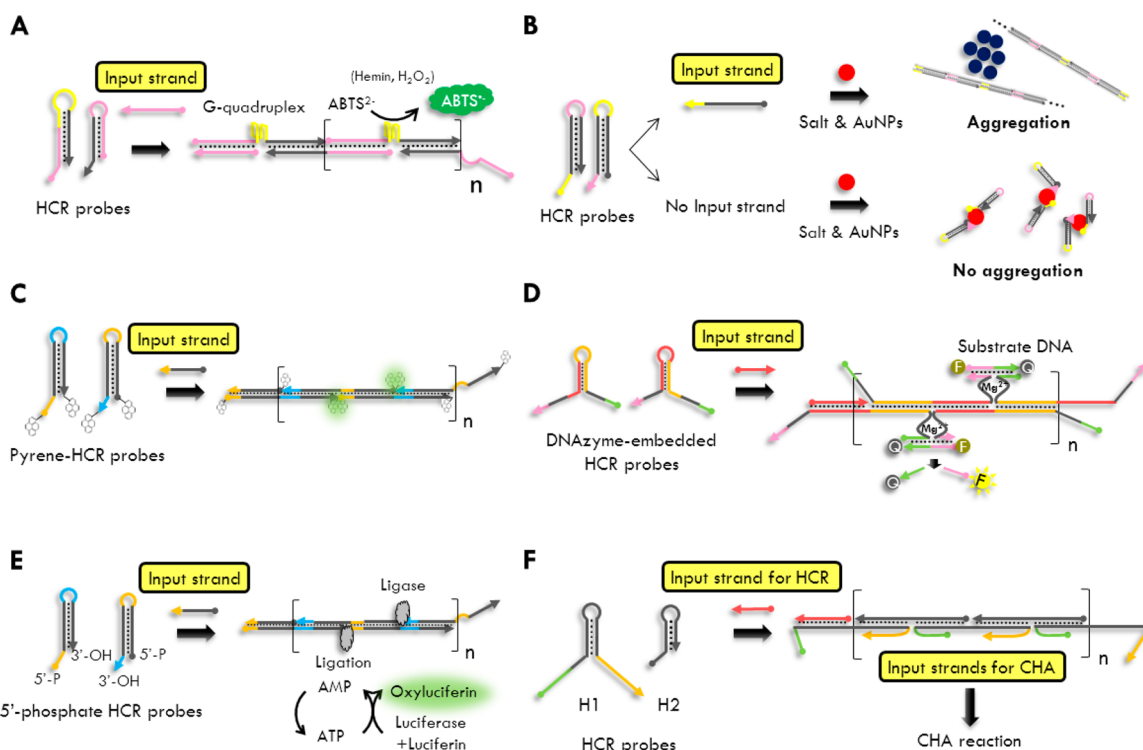 A
Input strand
G-quadruplex
(Hemin, H₂O₂)
ABTS²⁻
ABTS•⁻
n
HCR probes
B
Input strand
Salt & AuNPs
Aggregation
HCR probes
No Input strand
Salt & AuNPs
No aggregation
C
Input strand
n
Pyrene-HCR probes
D
Input strand
Substrate DNA
F
Q
Mg²⁺
Mg²⁺
Q
F
n
Q
F
DNAzyme-embedded
HCR probes
E
Input strand
Ligase
n
3'-OH
5'-P
5'-P
3'-OH
5'-phosphate HCR probes
Ligation
AMP
Oxyluciferin
ATP
Luciferase
+Luciferin
F
Input strand for HCR
n
Input strands for CHA
H1
H2
HCR probes
CHA reaction